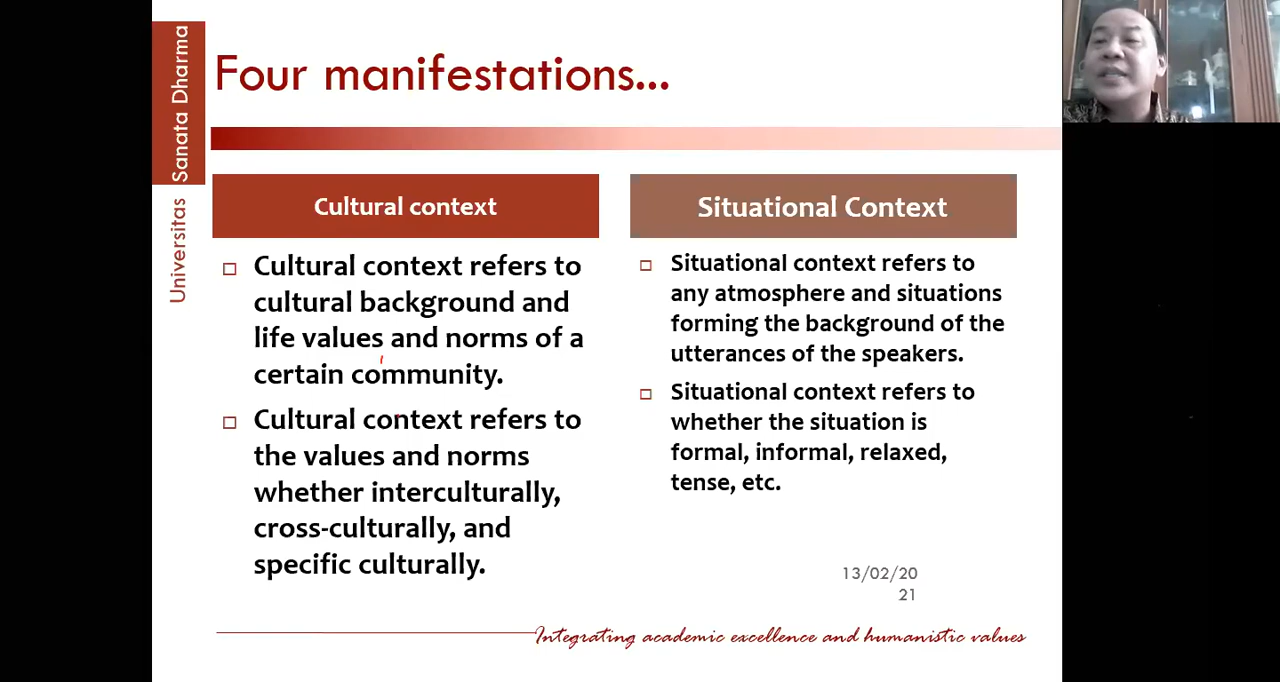 Universitas Sanata Dharma
Four manifestations...
Cultural context
Cultural context refers to
cultural background and
life values and norms of a
certain community.
Cultural context refers to
the values and norms
whether interculturally,
cross-culturally, and
specific culturally.
Situational Context
Situational context refers to
any atmosphere and situations
forming the background of the
utterances of the speakers.
Situational context refers to
whether the situation is
formal, informal, relaxed,
tense, etc.
13/02/20
21
Integrating academic excellence and humanistic values